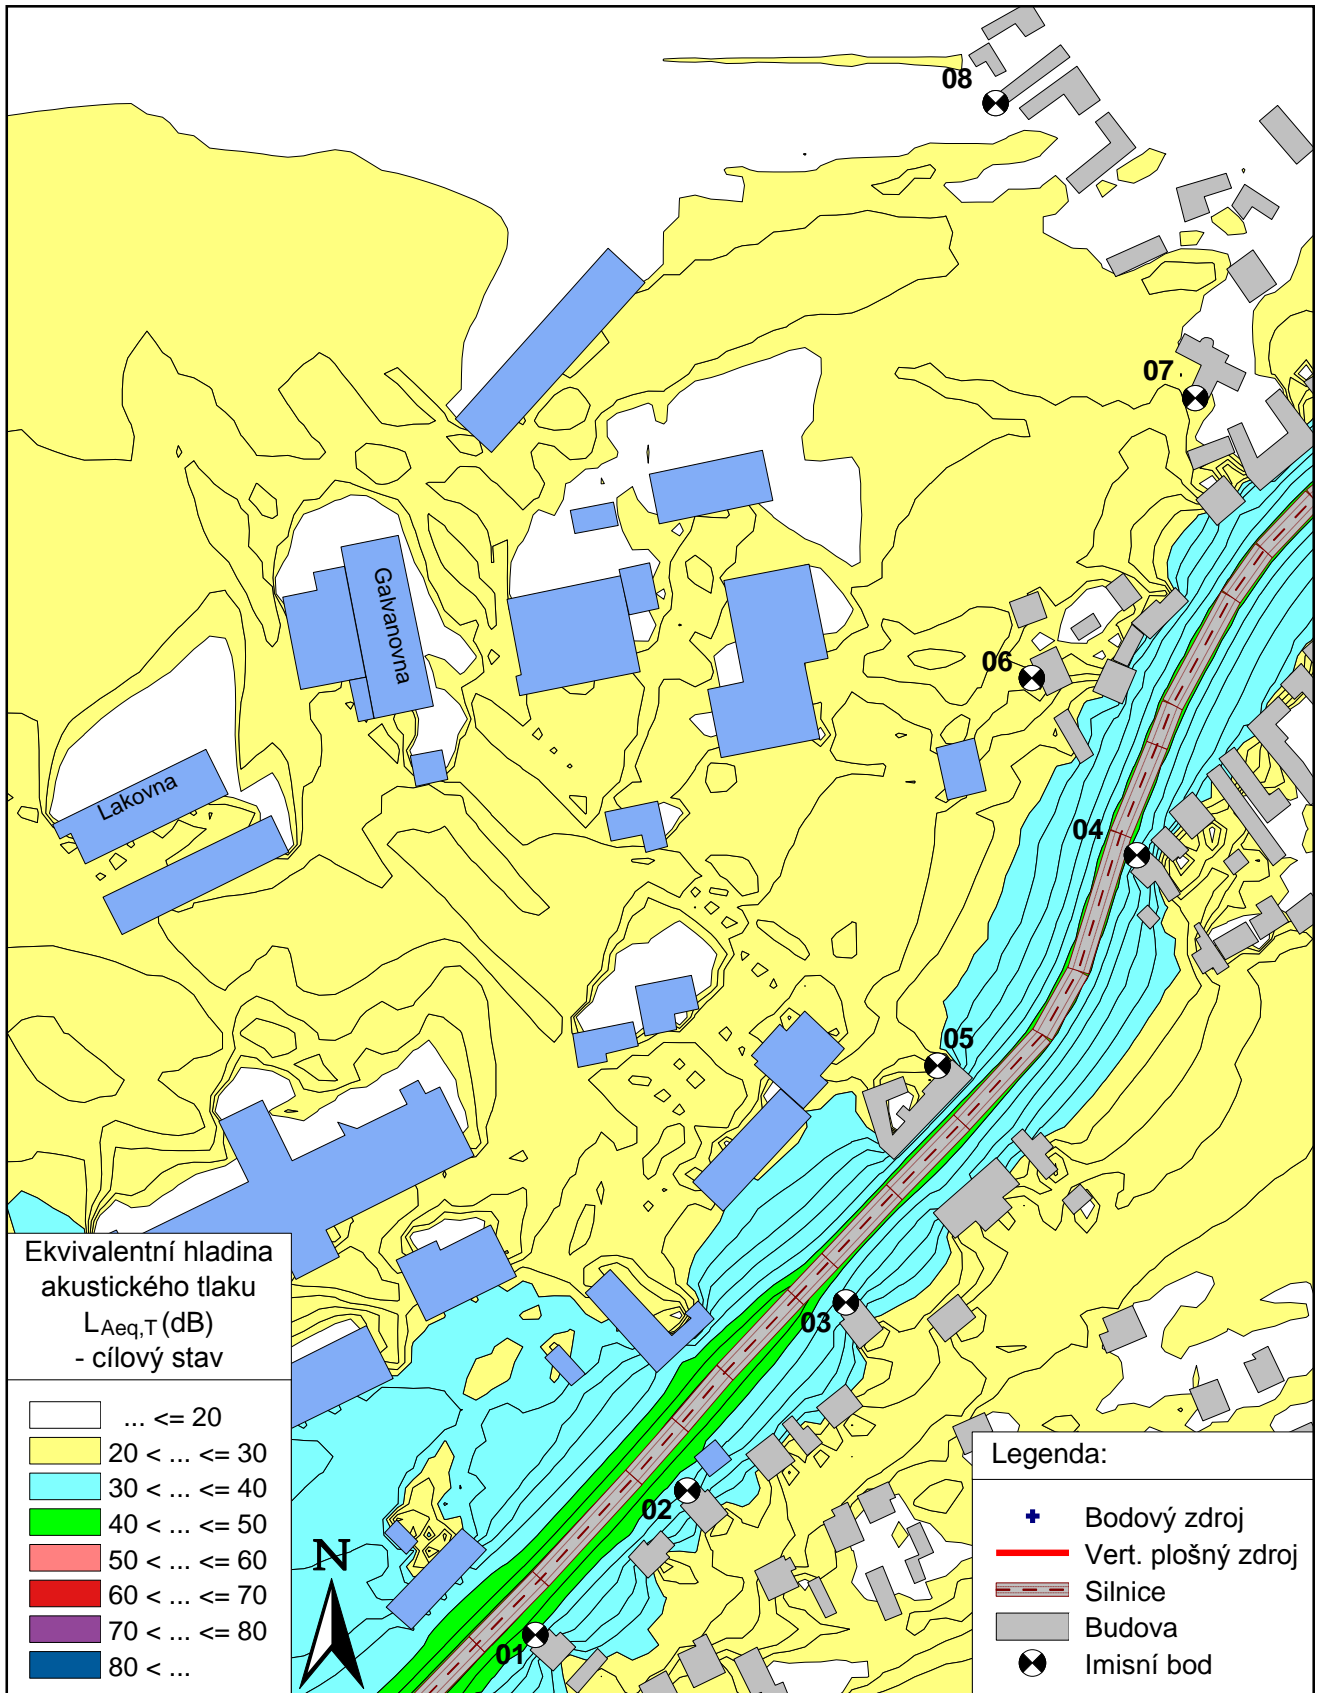 08
07
Galvanovna
06
Lakovna
04
05
03
02
01
N
Ekvivalentní hladina
akustického tlaku
LAeq,T (dB)
- cílový stav
... <= 20
20 < ... <= 30
30 < ... <= 40
40 < ... <= 50
50 < ... <= 60
60 < ... <= 70
70 < ... <= 80
80 < ...
Legenda:
Bodový zdroj
Vert. plošný zdroj
Silnice
Budova
Imisní bod